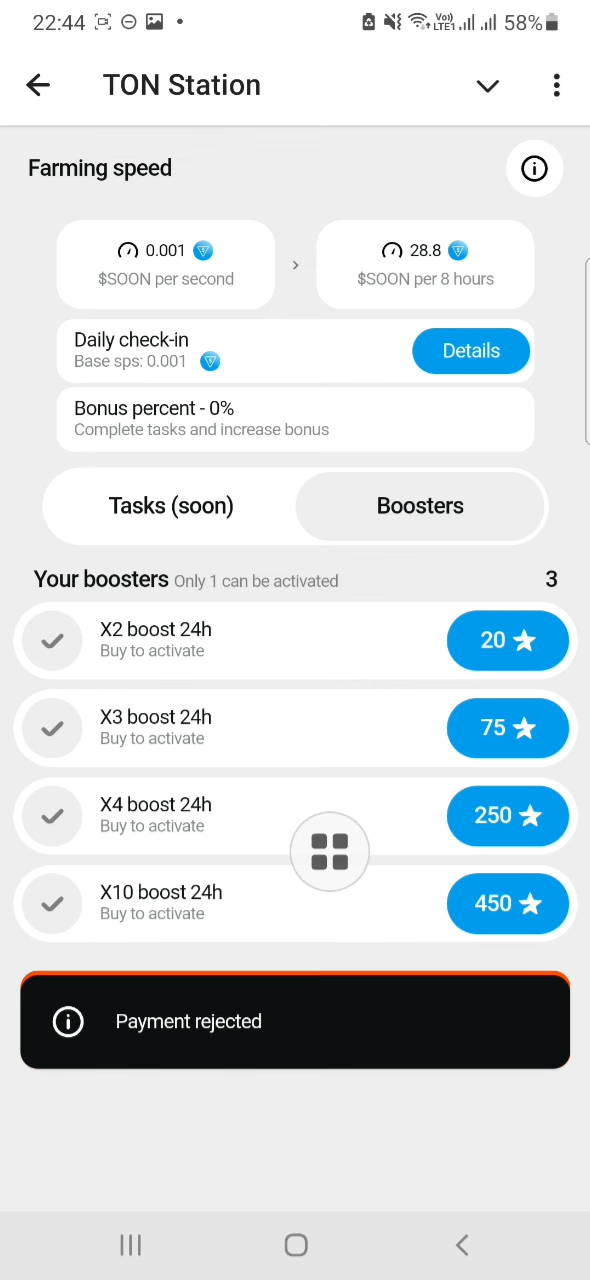 22:44 58%
TON Station
Farming speed
0.001 28.8
$SOON per second > $SOON per 8 hours
Daily check-in
Base sps: 0.001
Details
Bonus percent - 0%
Complete tasks and increase bonus
Tasks (soon) Boosters
Your boosters Only 1 can be activated 3
X2 boost 24h
Buy to activate
20
X3 boost 24h
Buy to activate
75
X4 boost 24h
Buy to activate
250
X10 boost 24h
Buy to activate
450
Payment rejected